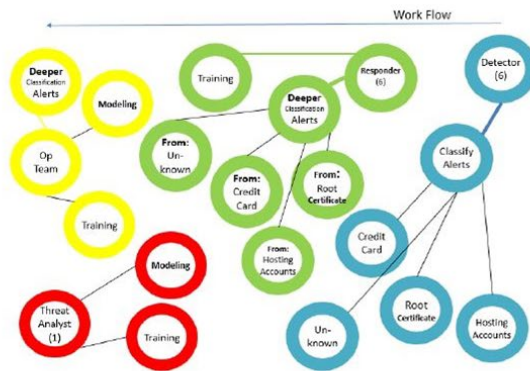 Work Flow
Deeper
Classification
Alerts
Modeling
Op
Team
Training
Training
Responder
(6)
Deeper
Classification
Alerts
From:
Un-
known
From:
Credit
Card
From:
Root
Certificate
From:
Hosting
Accounts
Detector
(6)
Classify
Alerts
Credit
Card
Un-
known
Root
Certificate
Hosting
Accounts
Modeling
Threat
Analyst
(1)
Training